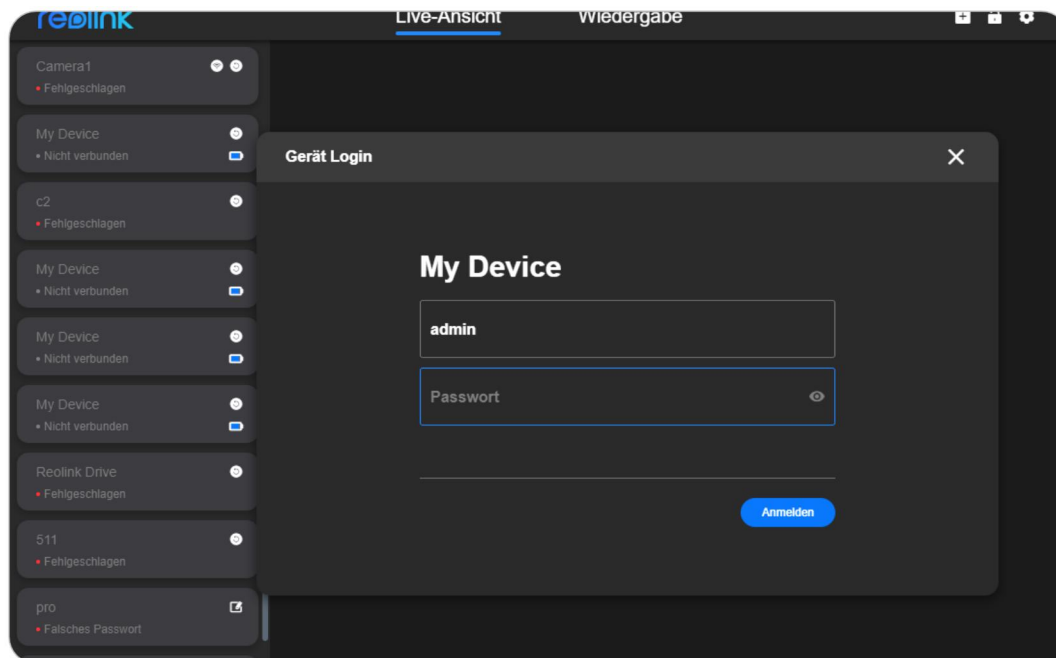 reolink
Live-Ansicht
Wiedergabe
Camera1
Fehlgeschlagen
My Device
Nicht verbunden
c2
Fehlgeschlagen
My Device
Nicht verbunden
My Device
Nicht verbunden
My Device
Nicht verbunden
Reolink Drive
Fehlgeschlagen
511
Fehlgeschlagen
pro
Falsches Passwort
Gerät Login
My Device
admin
Passwort
Anmelden